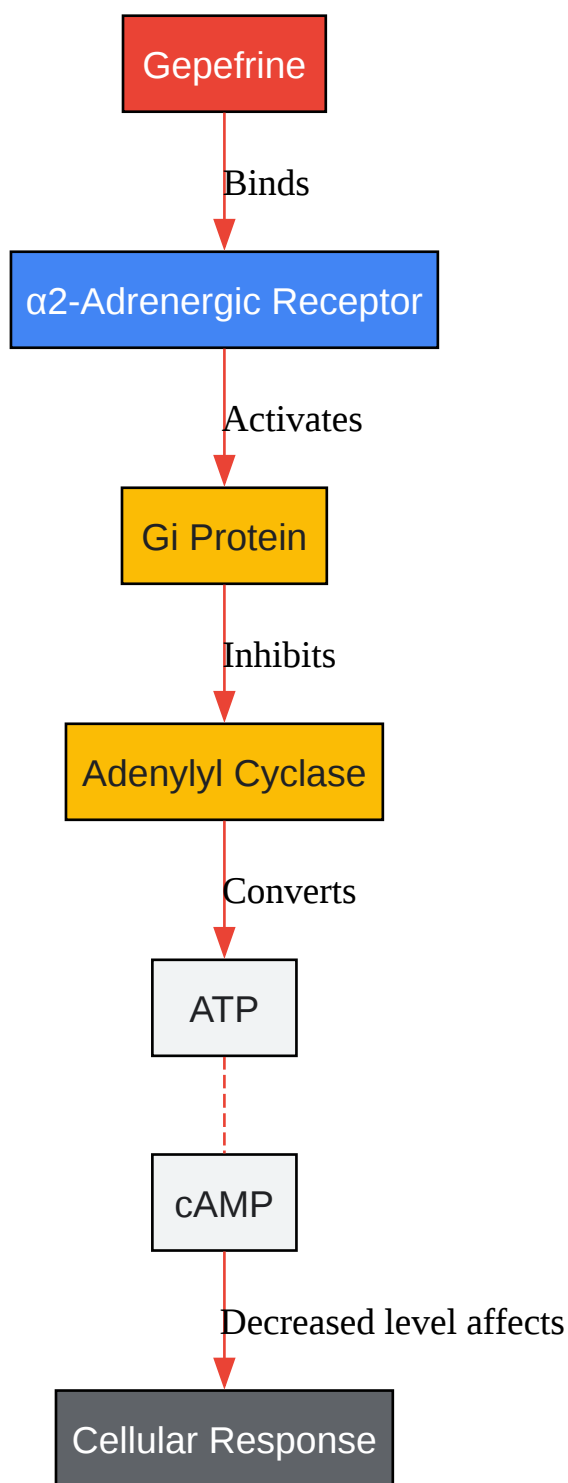 Gepefrine
Binds
α2-Adrenergic Receptor
Activates
Gi Protein
Inhibits
Adenylyl Cyclase
Converts
ATP
cAMP
Decreased level affects
Cellular Response